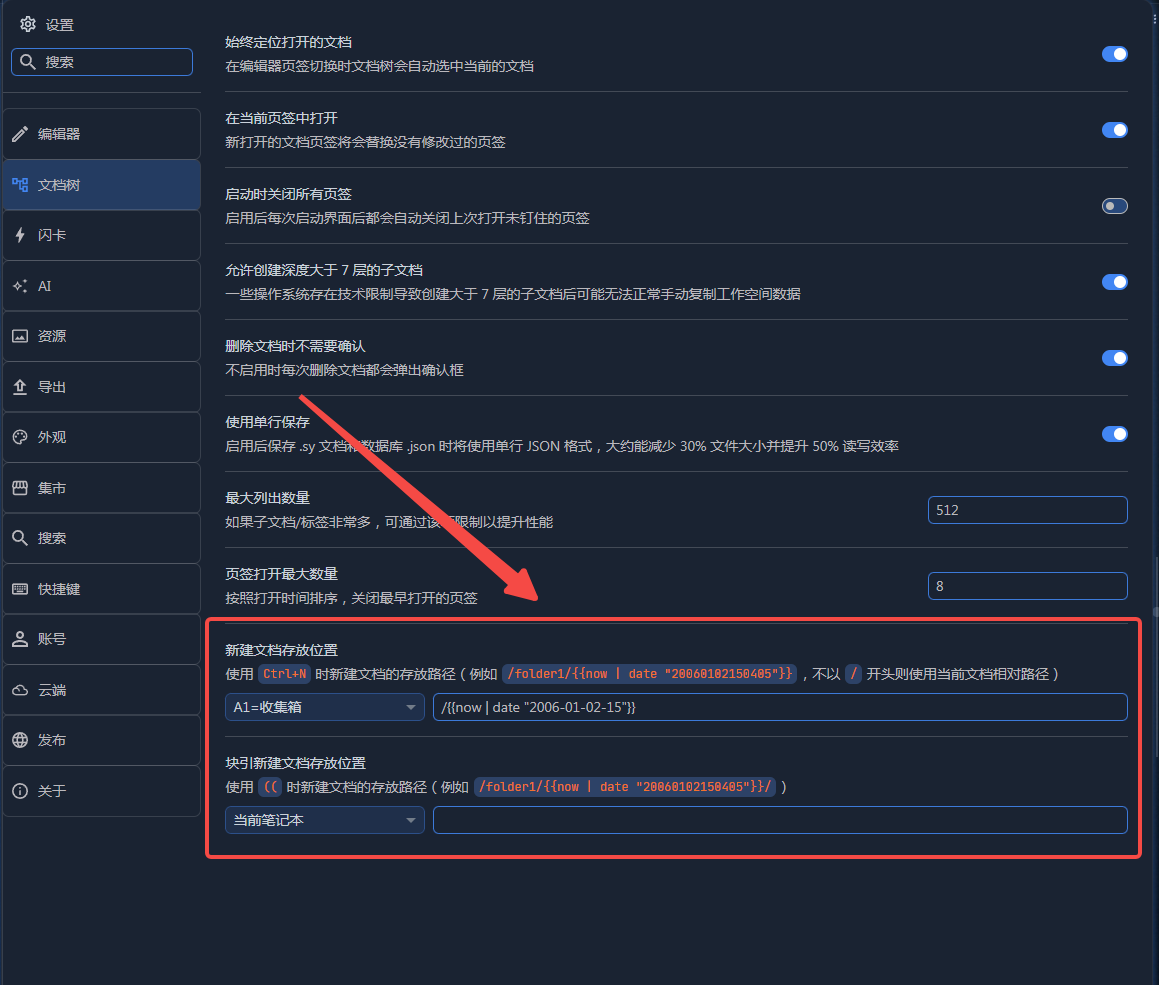 设置
搜索
编辑器
文档树
闪卡
AI
资源
导出
外观
集市
搜索
快捷键
账号
云端
发布
关于
始终定位打开的文档
在编辑器页签切换时文档树会自动选中当前的文档
在当前页签中打开
新打开的文档页签将会替换没有修改过的页签
启动时关闭所有页签
启用后每次启动界面后都会自动关闭上次打开未钉住的页签
允许创建深度大于 7 层的子文档
一些操作系统存在技术限制导致创建大于 7 层的子文档后可能无法正常手动复制工作空间数据
删除文档时不需要确认
不启用时每次删除文档都会弹出确认框
使用单行保存
启用后保存 .sy 文档和数据库 .json 时将使用单行 JSON 格式，大约能减少 30% 文件大小并提升 50% 读写效率
最大列出数量
如果子文档/标签非常多，可通过该限制以提升性能
512
页签打开最大数量
按照打开时间排序，关闭最早打开的页签
8
新建文档存放位置
使用 Ctrl+N 时新建文档的存放路径（例如 /folder1/{{now | date "20060102150405"}} ，不以 / 开头则使用当前文档相对路径）
A1=收集箱
/{{now | date "2006-01-02-15"}}
块引新建文档存放位置
使用 (( 时新建文档的存放路径（例如 /folder1/{{now | date "20060102150405"}}/ ）
当前笔记本